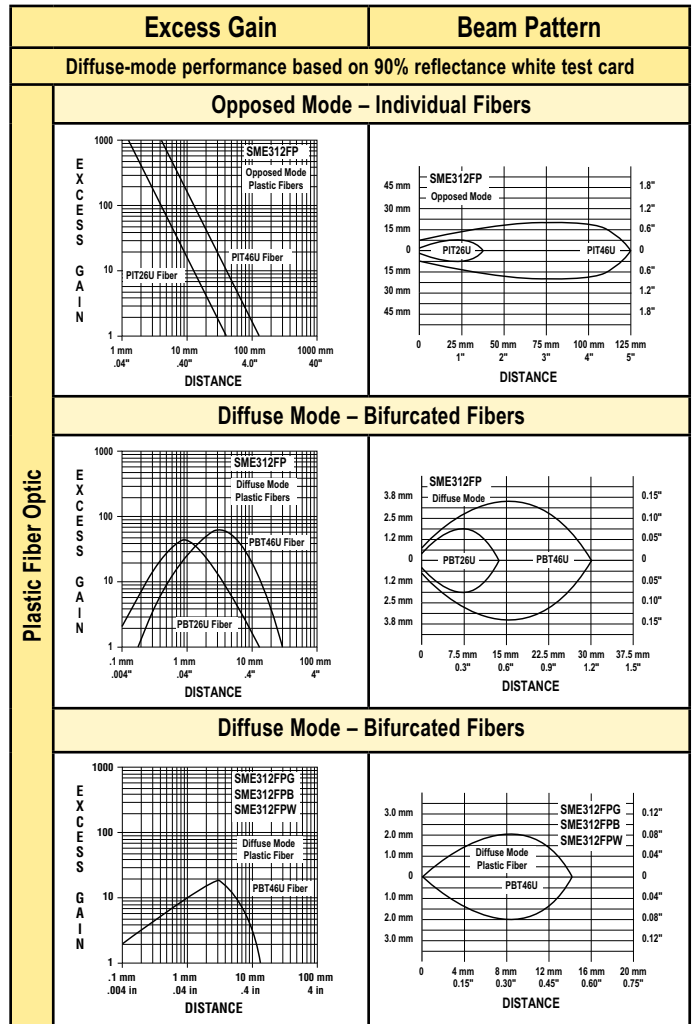 Excess Gain
Beam Pattern
Diffuse-mode performance based on 90% reflectance white test card
Plastic Fiber Optic
Opposed Mode – Individual Fibers
EXCESS GAIN
1000
100
10
1
SME312FP
Opposed Mode
Plastic Fibers
PIT46U Fiber
PIT26U Fiber
1 mm 10 mm 100.0 mm 1000 mm
.04" .40" 4.0" 40"
DISTANCE
SME312FP
Opposed Mode
45 mm
30 mm
15 mm
0
15 mm
30 mm
45 mm
PIT26U
PIT46U
1.8"
1.2"
0.6"
0
0.6"
1.2"
1.8"
0 25 mm 50 mm 75 mm 100 mm 125 mm
1" 2" 3" 4" 5"
DISTANCE
Diffuse Mode – Bifurcated Fibers
EXCESS GAIN
1000
100
10
1
SME312FP
Diffuse Mode
Plastic Fibers
PBT46U Fiber
PBT26U Fiber
.1 mm 1 mm 10 mm 100 mm
.004" .04" .4" 4"
DISTANCE
SME312FP
Diffuse Mode
3.8 mm
2.5 mm
1.2 mm
0
1.2 mm
2.5 mm
3.8 mm
PBT26U
PBT46U
0.15"
0.10"
0.05"
0
0.05"
0.10"
0.15"
0 7.5 mm 15 mm 22.5 mm 30 mm 37.5 mm
0.3" 0.6" 0.9" 1.2" 1.5"
DISTANCE
Diffuse Mode – Bifurcated Fibers
EXCESS GAIN
1000
100
10
1
SME312FPG
SME312FPB
SME312FPW
Diffuse Mode
Plastic Fiber
PBT46U Fiber
.1 mm 1 mm 10 mm 100 mm
.004 in .04 in .4 in 4 in
DISTANCE
SME312FPG
SME312FPB
SME312FPW
3.0 mm
2.0 mm
1.0 mm
0
1.0 mm
2.0 mm
3.0 mm
Diffuse Mode
Plastic Fiber
PBT46U
0.12"
0.08"
0.04"
0
0.04"
0.08"
0.12"
0 4 mm 8 mm 12 mm 16 mm 20 mm
0.15" 0.30" 0.45" 0.60" 0.75"
DISTANCE